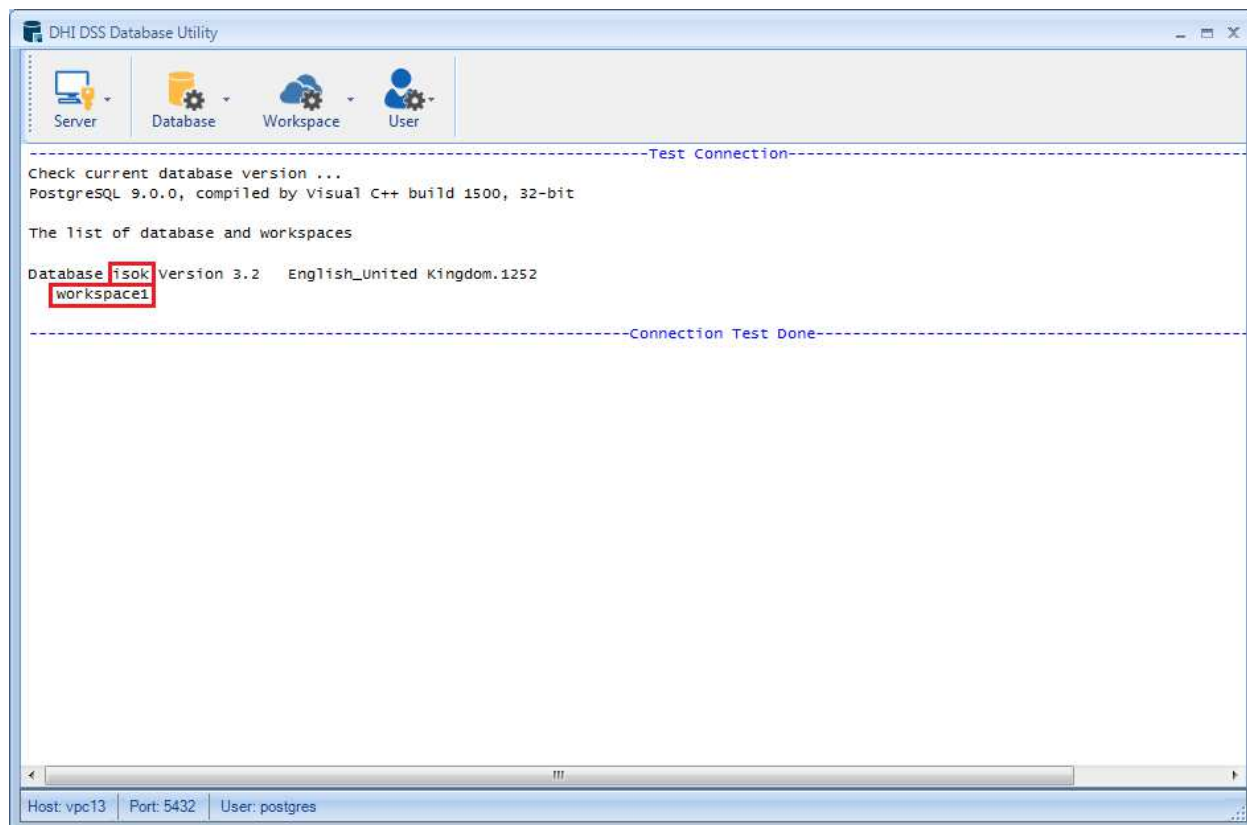 DHI DSS Database Utility
Server Database Workspace User
-------------------------------------------------------------------Test Connection--------------------------------------------------
Check current database version ...
PostgreSQL 9.0.0, compiled by Visual C++ build 1500, 32-bit
The list of database and workspaces
Database isok Version 3.2 English_United Kingdom.1252
workspace1
-----------------------------------------------------------------Connection Test Done-----------------------------------------------
Host: vpc13 Port: 5432 User: postgres